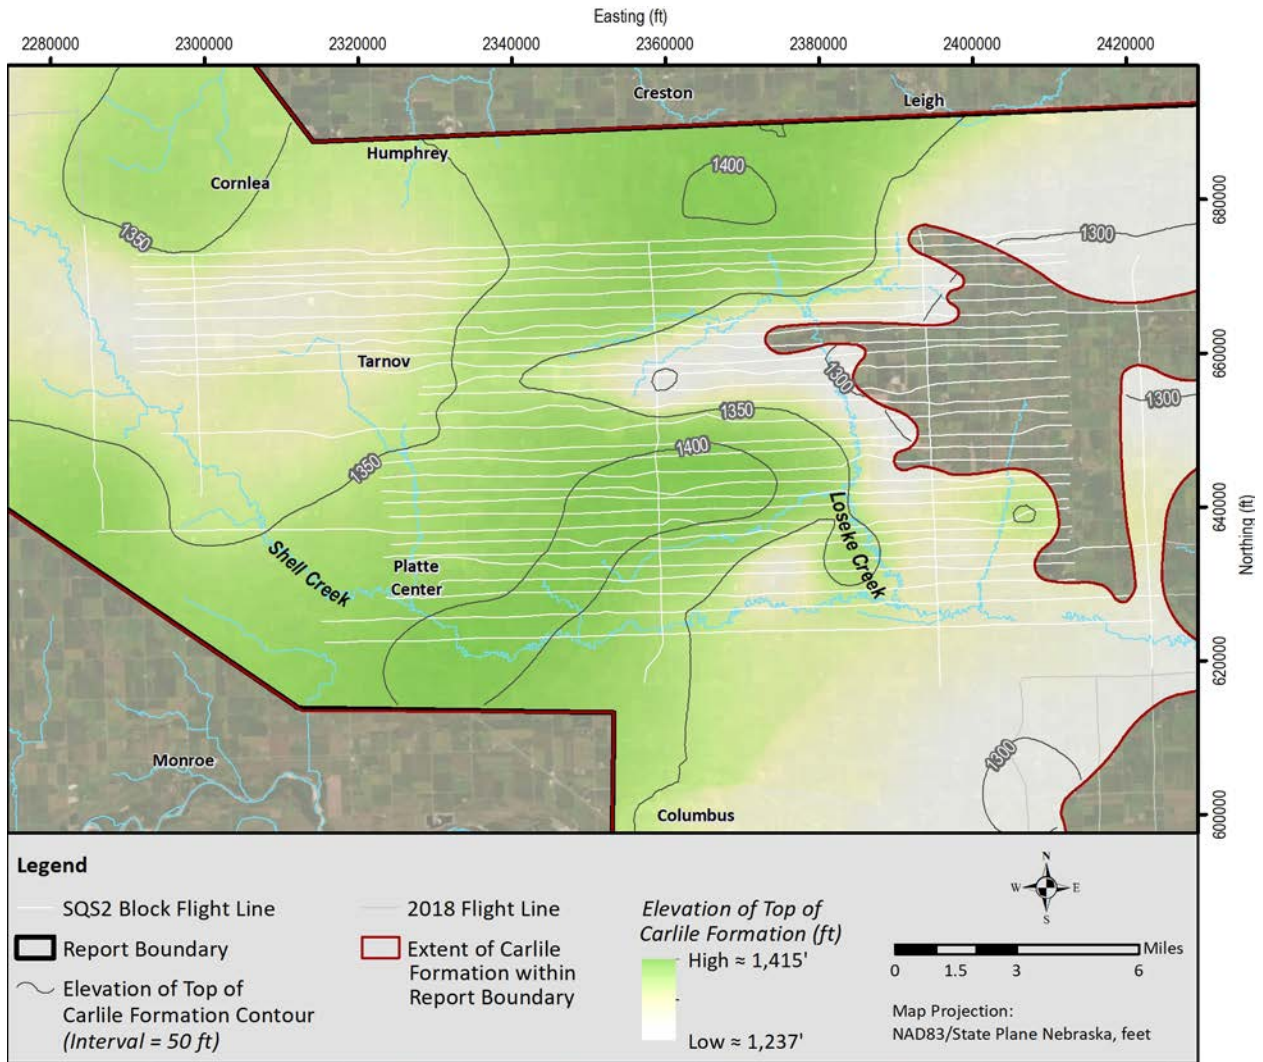 Easting (ft)
2280000 2300000 2320000 2340000 2360000 2380000 2400000 2420000
Creston
Leigh
Humphrey
1400
Cornlea
680000
1350
1300
Tarnov
660000
1300
1300
1350
1400
1350
640000
Loseke Creek
Northing (ft)
Shell Creek
Platte
Center
620000
Monroe
1300
Columbus
600000
Legend
SQS2 Block Flight Line
Report Boundary
Elevation of Top of
Carlile Formation Contour
(Interval = 50 ft)
2018 Flight Line
Extent of Carlile
Formation within
Report Boundary
Elevation of Top of
Carlile Formation (ft)
High ≈ 1,415'
Low ≈ 1,237'
N
W E
S
Miles
0 1.5 3 6
Map Projection:
NAD83/State Plane Nebraska, feet